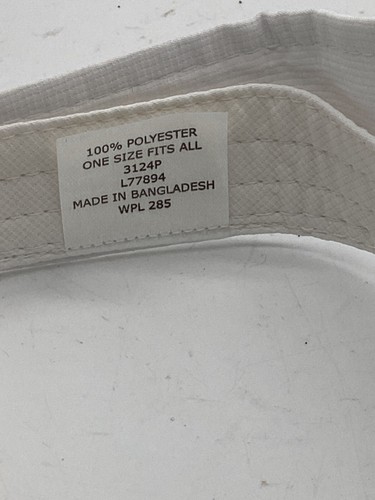 100% POLYESTER
ONE SIZE FITS ALL
3124P
L77894
MADE IN BANGLADESH
WPL 285